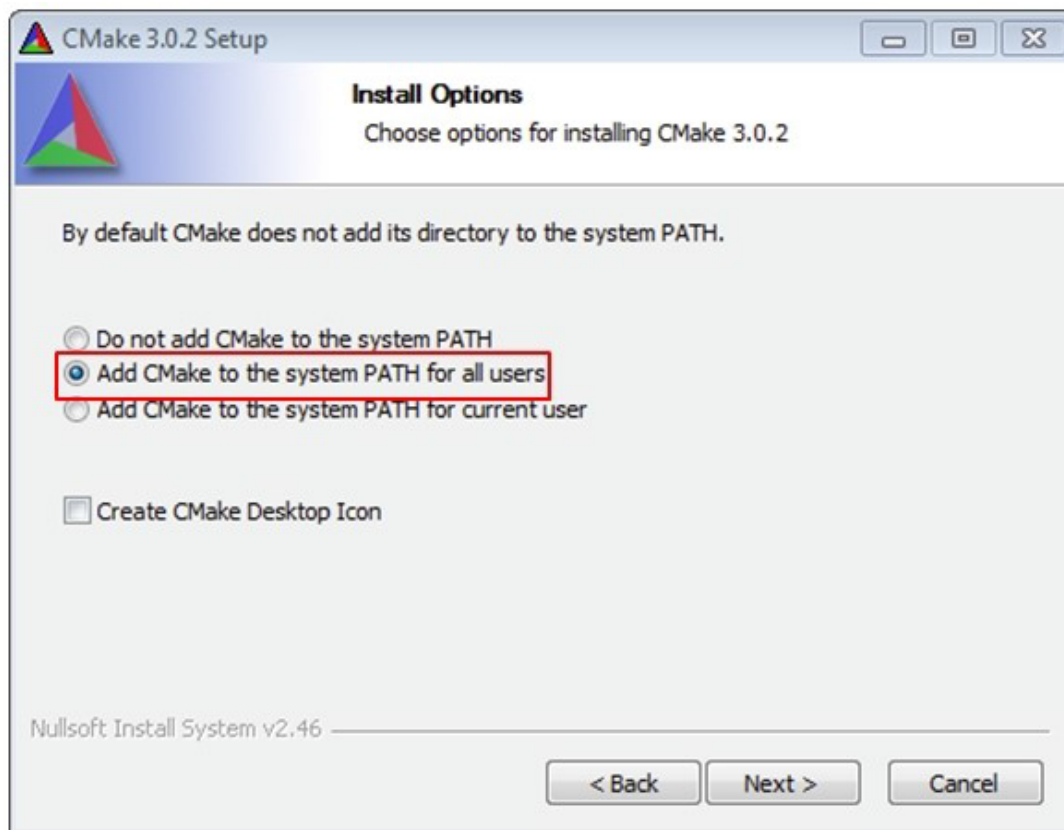 CMake 3.0.2 Setup
Install Options
Choose options for installing CMake 3.0.2
By default CMake does not add its directory to the system PATH.
Do not add CMake to the system PATH
Add CMake to the system PATH for all users
Add CMake to the system PATH for current user
Create CMake Desktop Icon
Nullsoft Install System v2.46
< Back Next > Cancel